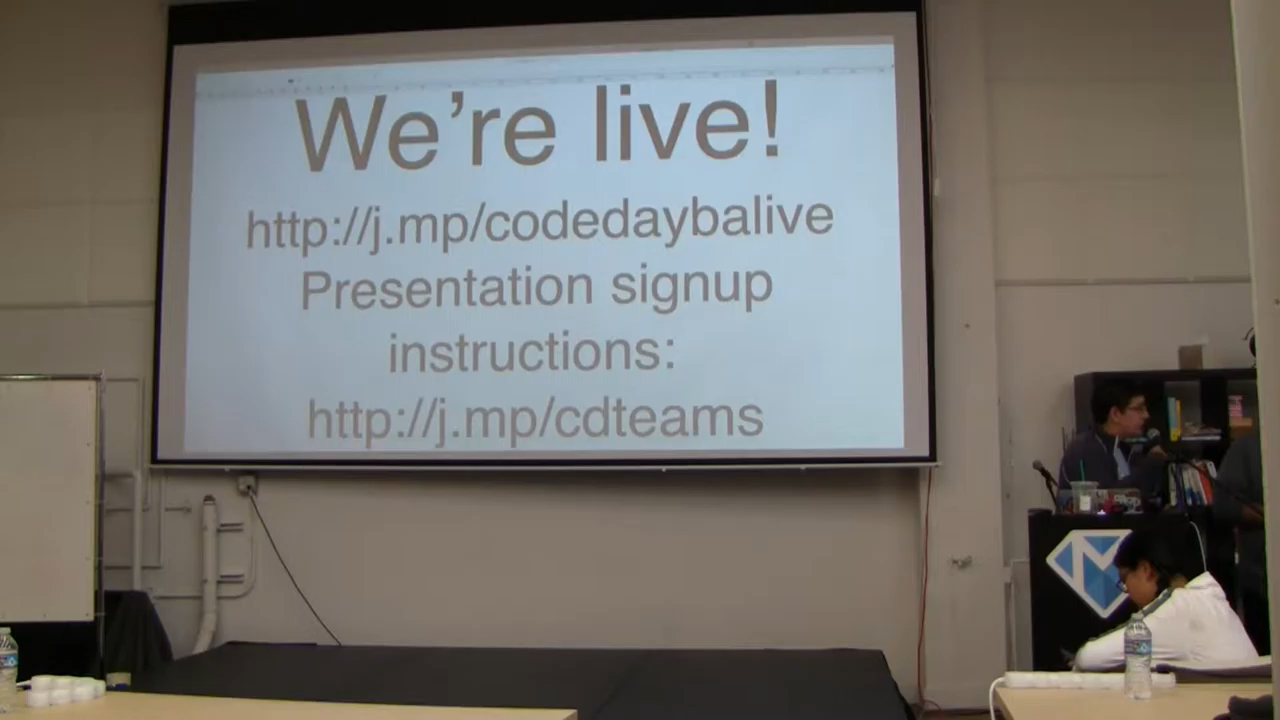 We're live!
http://j.mp/codedaybalive
Presentation signup
instructions:
http://j.mp/cdteams